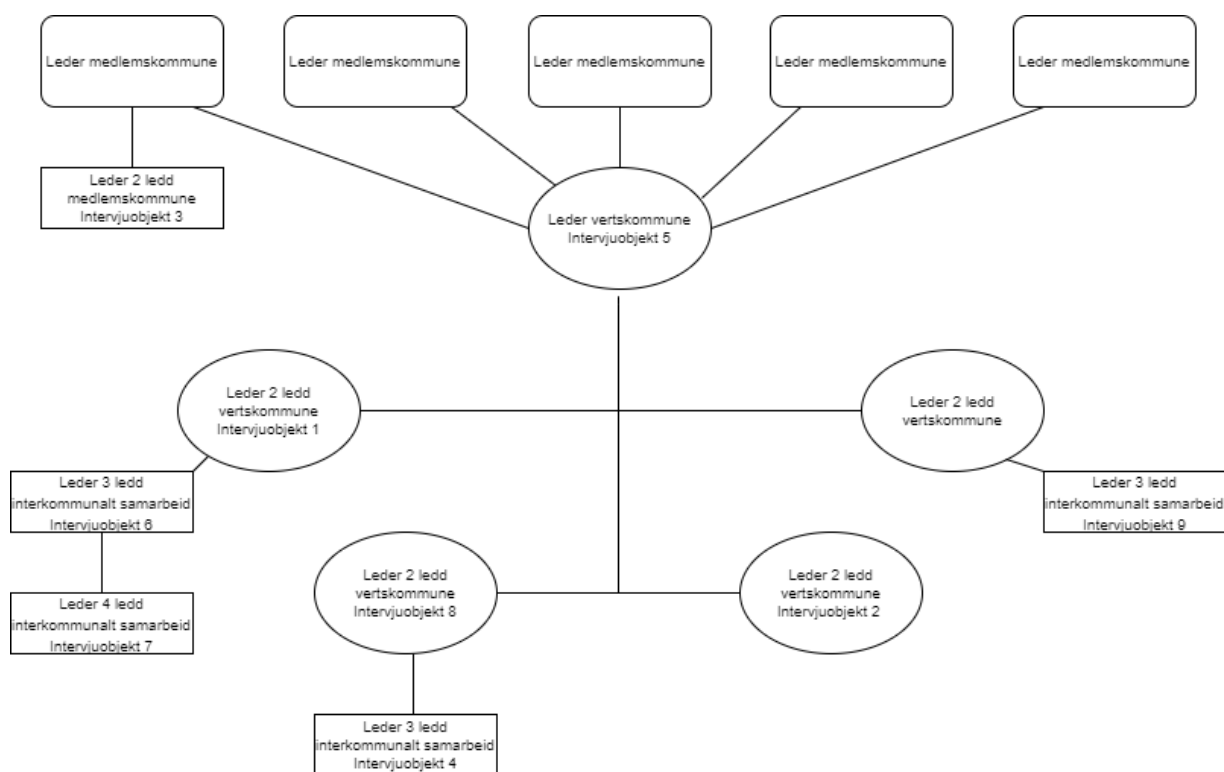 Leder medlemskommune
Leder medlemskommune
Leder medlemskommune
Leder medlemskommune
Leder medlemskommune
Leder 2 ledd
medlemskommune
Intervjuobjekt 3
Leder vertskommune
Intervjuobjekt 5
Leder 2 ledd
vertskommune
Intervjuobjekt 1
Leder 2 ledd
vertskommune
Leder 3 ledd
interkommunalt samarbeid
Intervjuobjekt 6
Leder 3 ledd
interkommunalt samarbeid
Intervjuobjekt 9
Leder 4 ledd
interkommunalt samarbeid
Intervjuobjekt 7
Leder 2 ledd
vertskommune
Intervjuobjekt 8
Leder 2 ledd
vertskommune
Intervjuobjekt 2
Leder 3 ledd
interkommunalt samarbeid
Intervjuobjekt 4